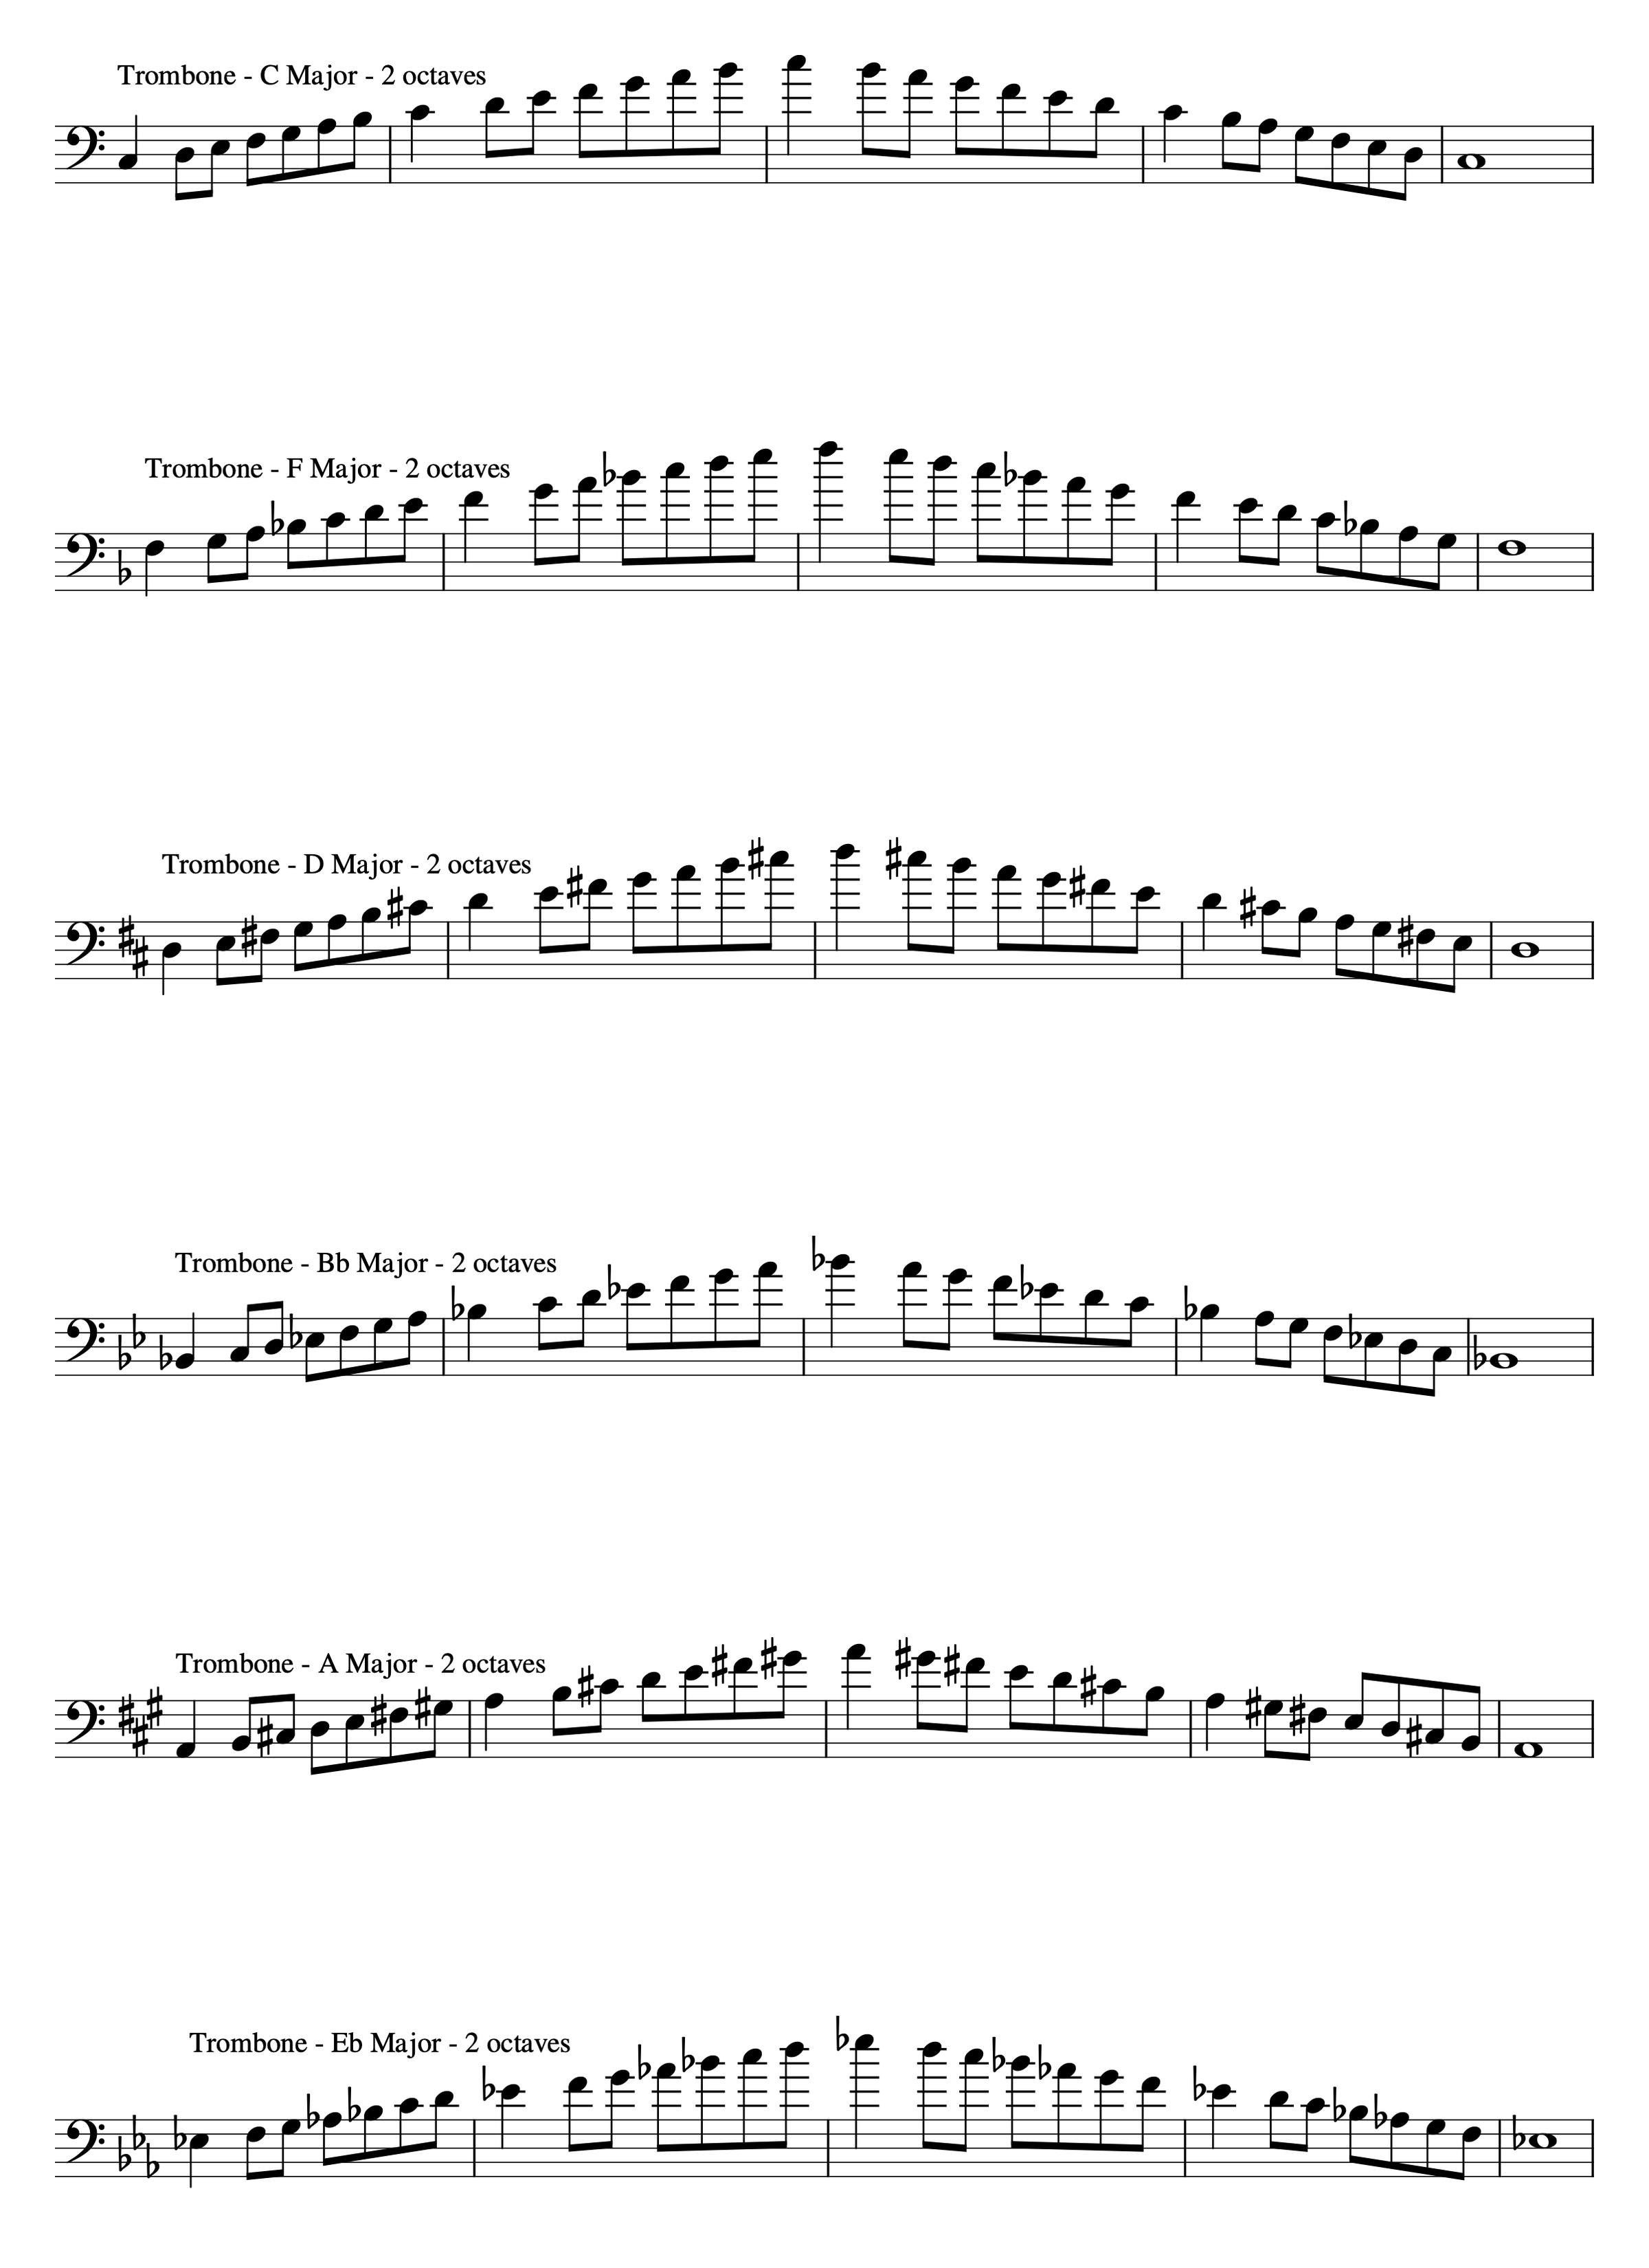 Trombone - C Major - 2 octaves
Trombone - F Major - 2 octaves
Trombone - D Major - 2 octaves
Trombone - Bb Major - 2 octaves
Trombone - A Major - 2 octaves
Trombone - Eb Major - 2 octaves